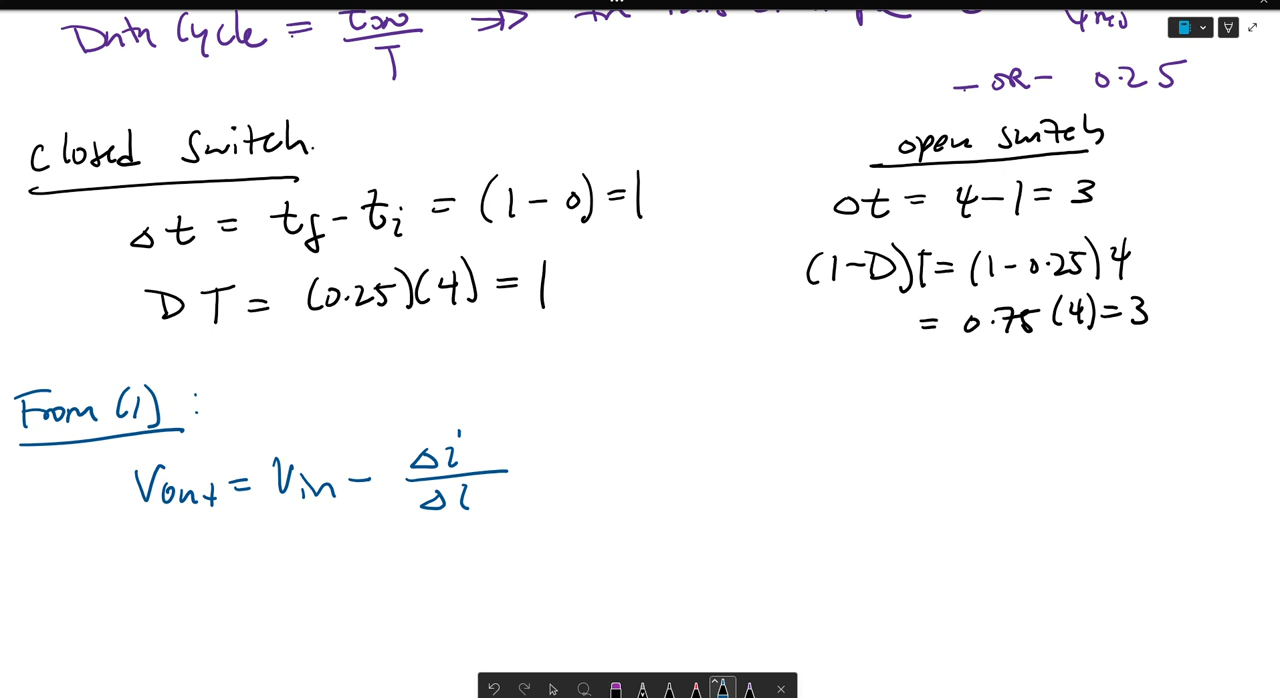 Duty Cycle = ton/T ⇒
4ms
- OR - 0.25
Closed Switch.
Δt = tf - ti = (1 - 0) = 1
DT = (0.25)(4) = 1
open switch
Δt = 4 - 1 = 3
(1-D)T = (1 - 0.25)4
= 0.75(4) = 3
From (1) :
Vout = Vin - Δi/Δi